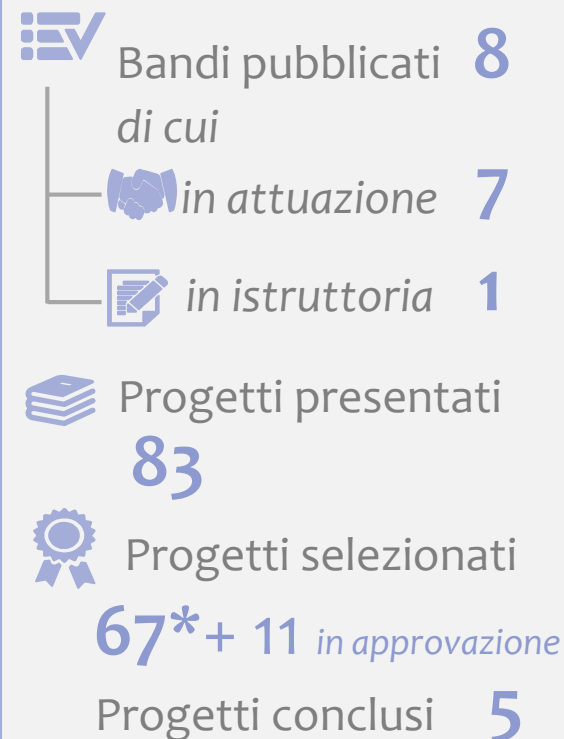 Bandi pubblicati 8
di cui
in attuazione 7
in istruttoria 1
Progetti presentati
83
Progetti selezionati
67*+ 11 in approvazione
Progetti conclusi 5